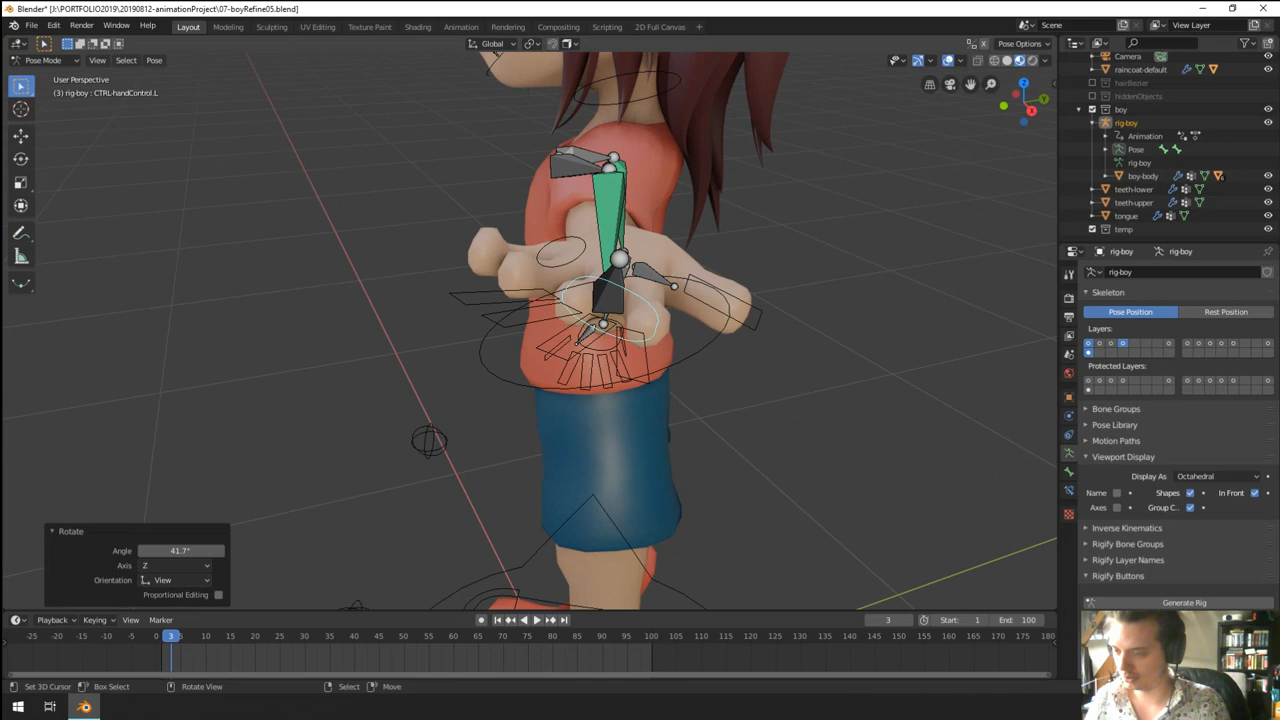 Blender* [J:\PORTFOLIO2019\20190812-animationProject\07-boyRefine05.blend]
File Edit Render Window Help Layout Modeling Sculpting UV Editing Texture Paint Shading Animation Rendering Compositing Scripting 2D Full Canvas + Scene View Layer
Global Pose Options
Pose Mode View Select Pose
User Perspective
(3) rig-boy : CTRL-handControl.L
Z
Y
X
Camera
raincoat-default
hairBezier
hiddenObjects
boy
rig-boy
Animation
Pose
rig-boy
boy-body
teeth-lower
teeth-upper
tongue
temp
rig-boy rig-boy
rig-boy
Skeleton
Pose Position Rest Position
Layers:
Protected Layers:
Bone Groups
Pose Library
Motion Paths
Viewport Display
Display As Octahedral
Name Shapes In Front
Axes Group C..
Inverse Kinematics
Rigify Bone Groups
Rigify Layer Names
Rigify Buttons
Generate Rig
Rotate
Angle 41.7°
Axis Z
Orientation View
Proportional Editing
Playback Keying View Marker 3 Start: 1 End: 100
-25 -20 -15 -10 -5 0 3 5 10 15 20 25 30 35 40 45 50 55 60 65 70 75 80 85 90 95 100 105 110 115 120 125 130 135 140 145 150 155 160 165 170 175 180
Set 3D Cursor Box Select Rotate View Select Move